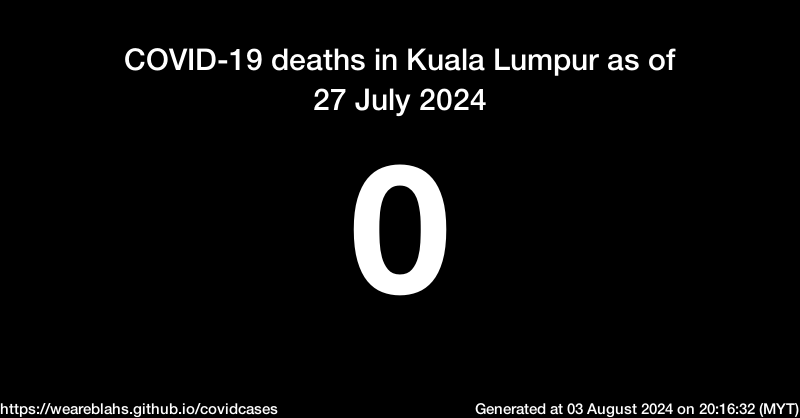 COVID-19 deaths in Kuala Lumpur as of
27 July 2024
0
https://weareblahs.github.io/covidcases
Generated at 03 August 2024 on 20:16:32 (MYT)